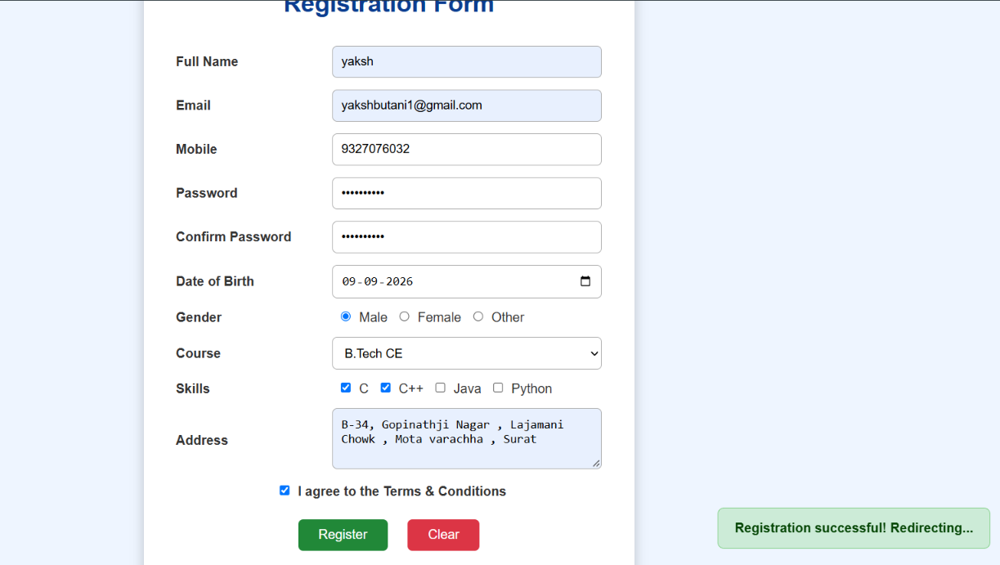 Registration Form
Full Name yaksh
Email yakshbutani1@gmail.com
Mobile 9327076032
Password ••••••••••
Confirm Password ••••••••••
Date of Birth 09-09-2026
Gender Male Female Other
Course B.Tech CE
Skills C C++ Java Python
Address B-34, Gopinathji Nagar , Lajamani
Chowk , Mota varachha , Surat
I agree to the Terms & Conditions
Register Clear
Registration successful! Redirecting...